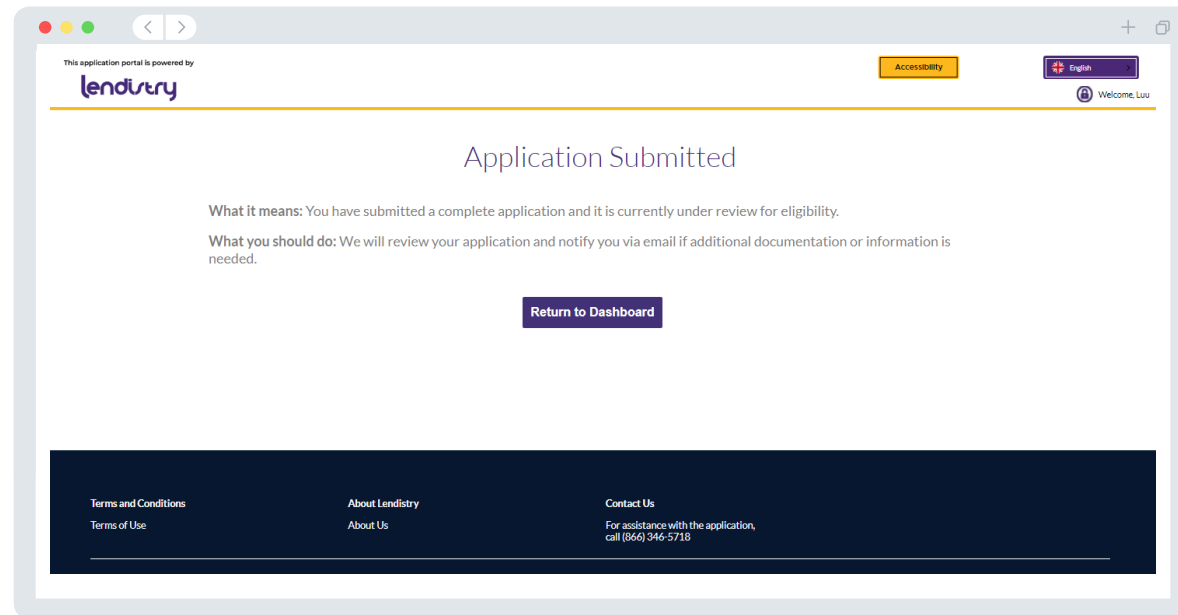 This application portal is powered by
lendistry
Accessibility
English
Welcome, Luu
Application Submitted
What it means: You have submitted a complete application and it is currently under review for eligibility.
What you should do: We will review your application and notify you via email if additional documentation or information is
needed.
Return to Dashboard
Terms and Conditions
Terms of Use
About Lendistry
About Us
Contact Us
For assistance with the application,
call (866) 346-5718